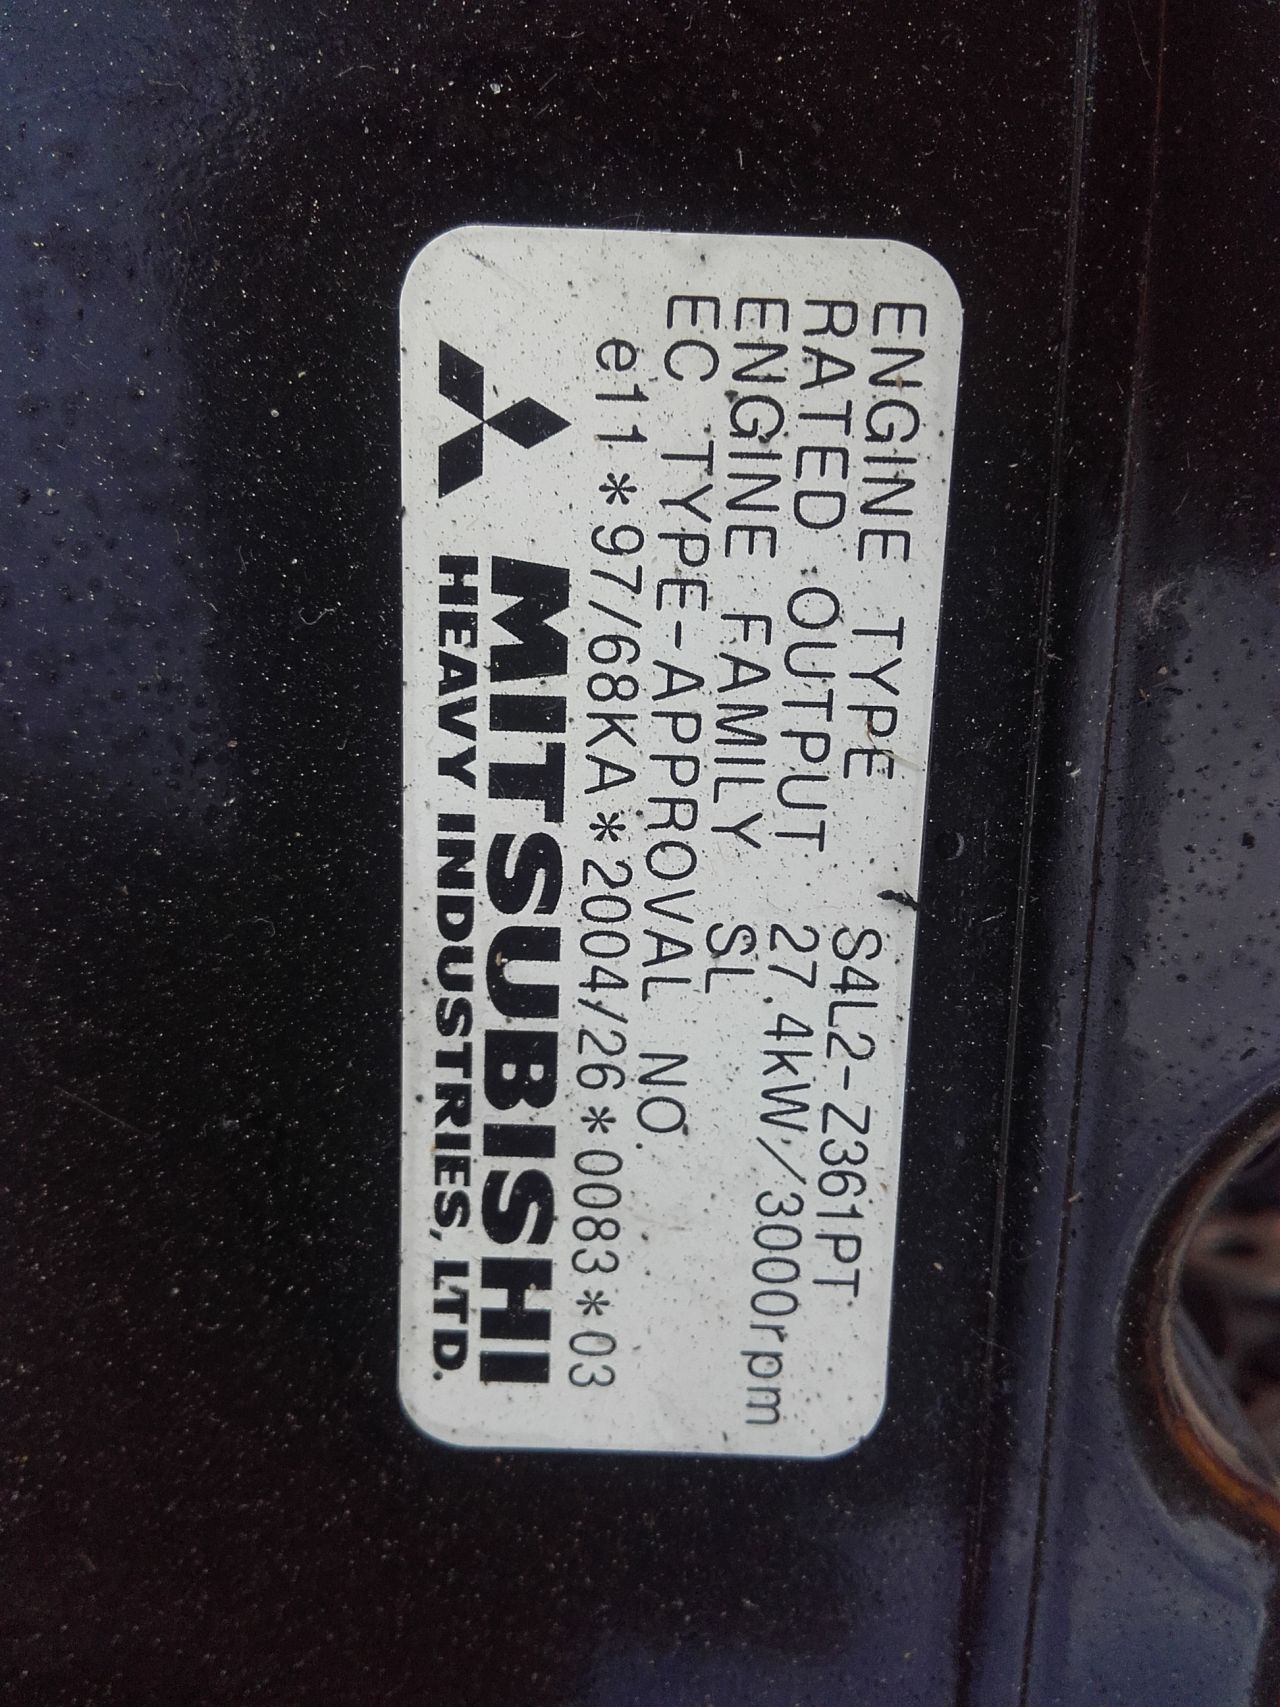 ENGINE TYPE S4L2-Z361PT
RATED OUTPUT 27.4kW/3000rpm
ENGINE FAMILY SL
EC TYPE-APPROVAL NO.
e11*97/68KA*2004/26*0083*03
MITSUBISHI
HEAVY INDUSTRIES, LTD.